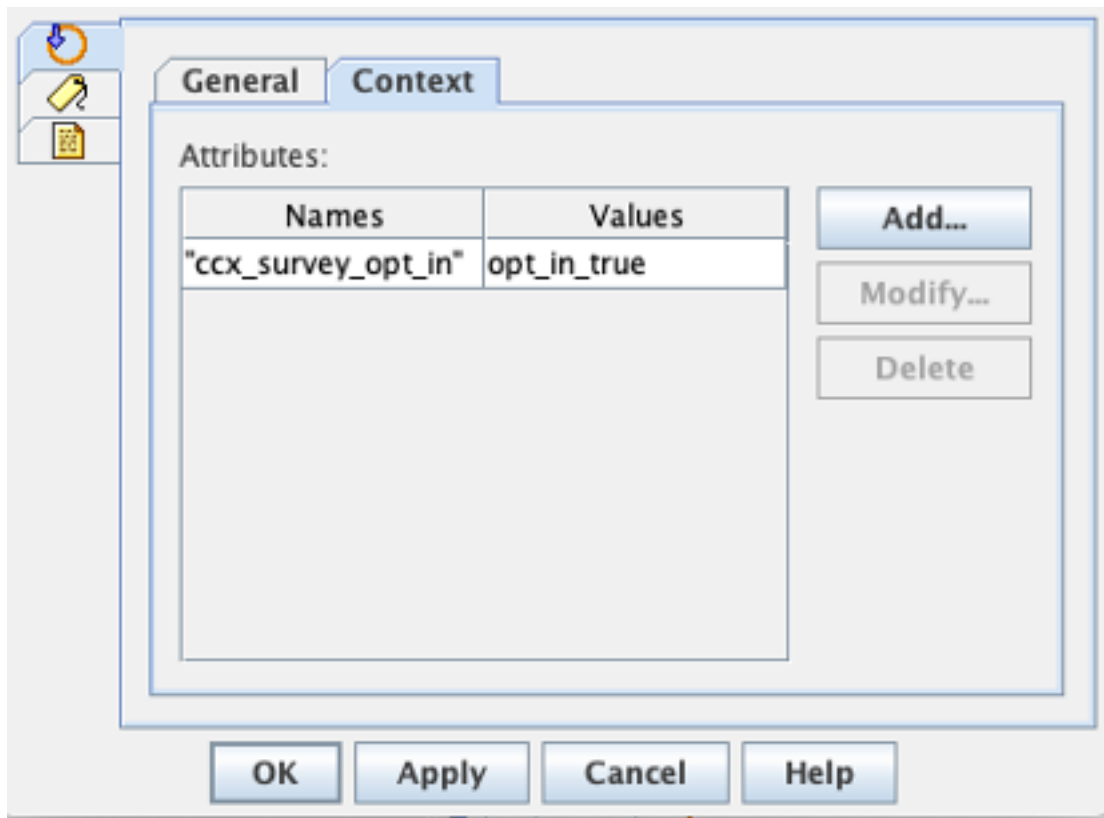 General Context
Attributes:
Names Values
"ccx_survey_opt_in" opt_in_true
Add...
Modify...
Delete
OK Apply Cancel Help